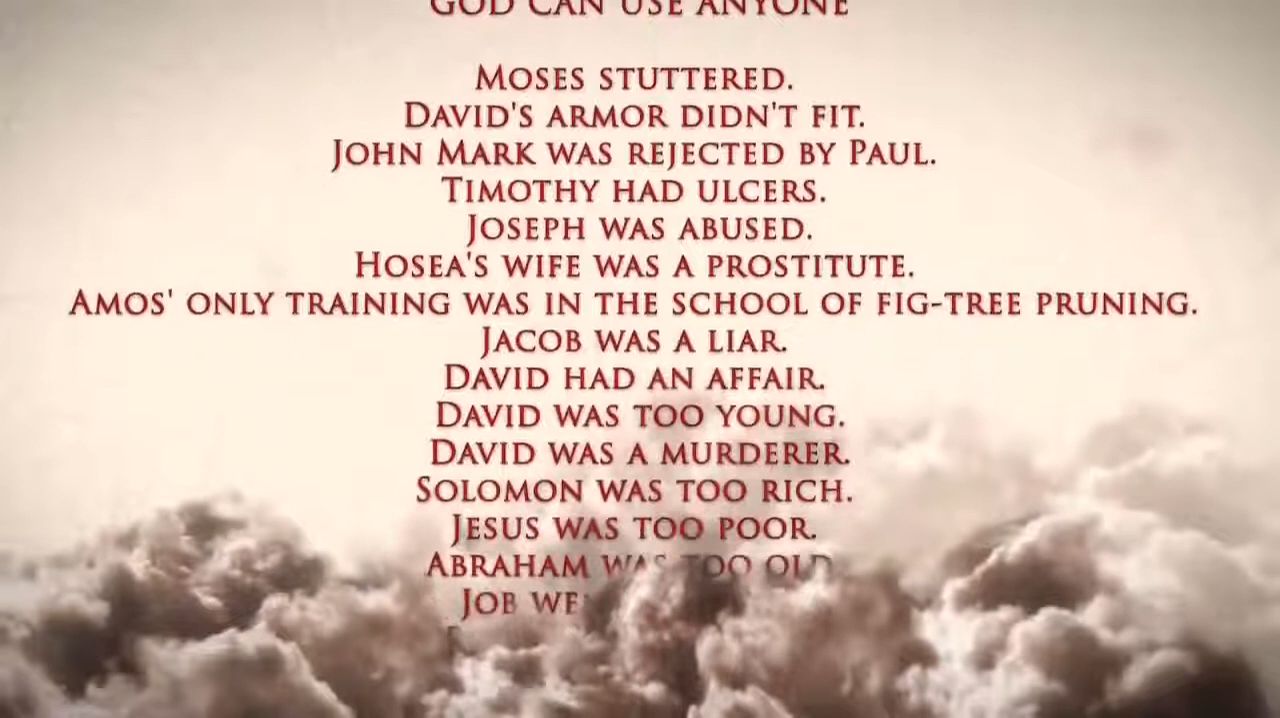 GOD CAN USE ANYONE
MOSES STUTTERED.
DAVID'S ARMOR DIDN'T FIT.
JOHN MARK WAS REJECTED BY PAUL.
TIMOTHY HAD ULCERS.
JOSEPH WAS ABUSED.
HOSEA'S WIFE WAS A PROSTITUTE.
AMOS' ONLY TRAINING WAS IN THE SCHOOL OF FIG-TREE PRUNING.
JACOB WAS A LIAR.
DAVID HAD AN AFFAIR.
DAVID WAS TOO YOUNG.
DAVID WAS A MURDERER.
SOLOMON WAS TOO RICH.
JESUS WAS TOO POOR.
ABRAHAM WAS TOO OLD
JOB